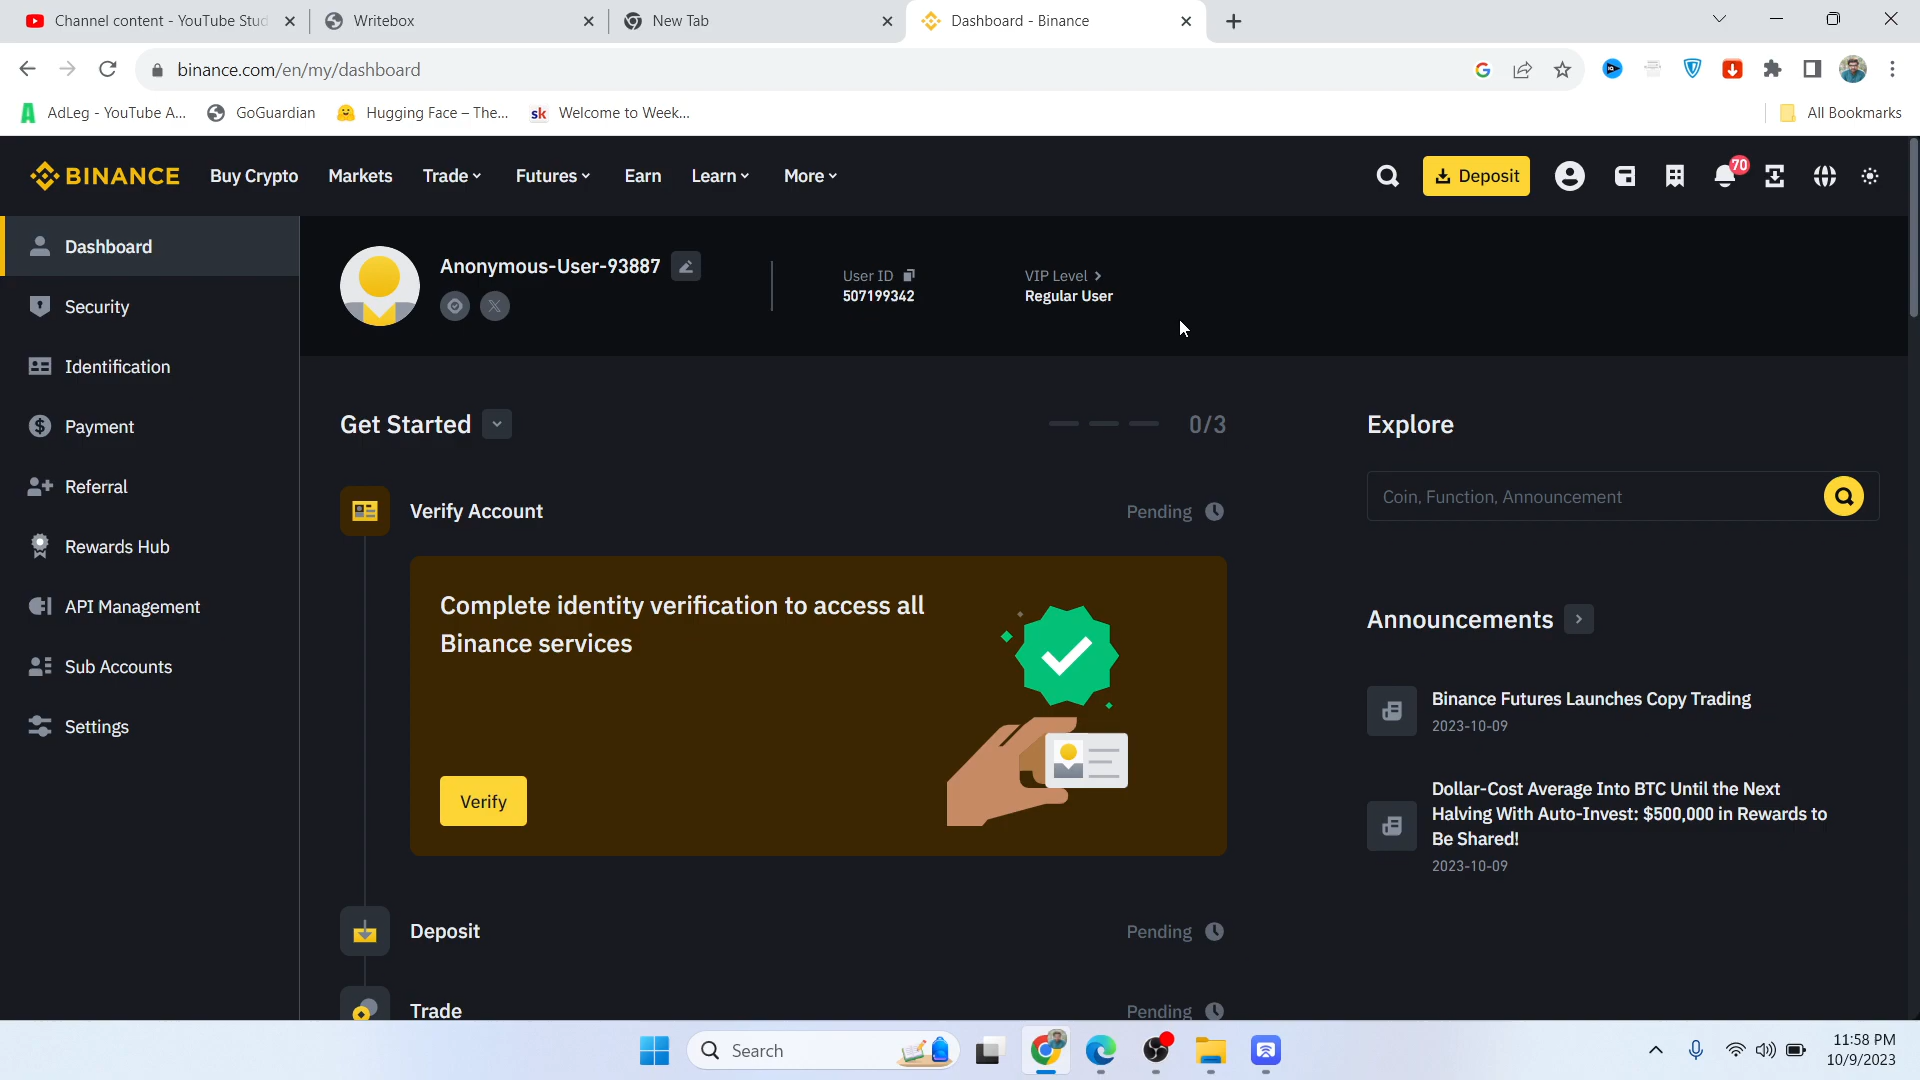 Channel content - YouTube Stud
Writebox
New Tab
Dashboard - Binance
binance.com/en/my/dashboard
AdLeg - YouTube A...
GoGuardian
Hugging Face – The...
sk Welcome to Week...
All Bookmarks
BINANCE
Buy Crypto
Markets
Trade
Futures
Earn
Learn
More
Deposit
70
Dashboard
Security
Identification
Payment
Referral
Rewards Hub
API Management
Sub Accounts
Settings
Anonymous-User-93887
User ID
507199342
VIP Level
Regular User
Get Started
0/3
Verify Account
Pending
Complete identity verification to access all
Binance services
Verify
Deposit
Pending
Trade
Pending
Explore
Coin, Function, Announcement
Announcements
Binance Futures Launches Copy Trading
2023-10-09
Dollar-Cost Average Into BTC Until the Next
Halving With Auto-Invest: $500,000 in Rewards to
Be Shared!
2023-10-09
Search
11:58 PM
10/9/2023